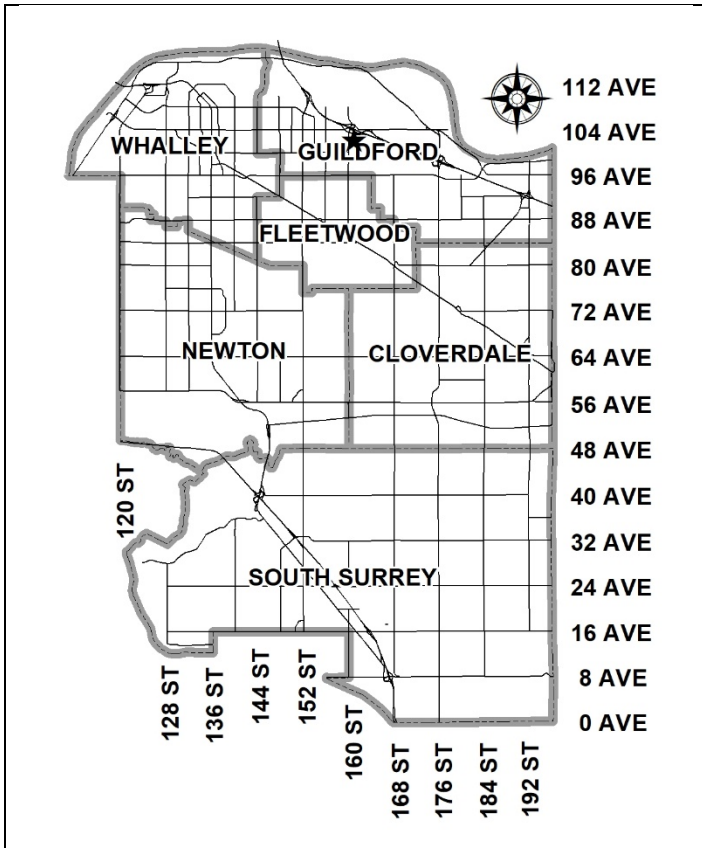 112 AVE
104 AVE
WHALLEY
GUILDFORD
96 AVE
88 AVE
FLEETWOOD
80 AVE
72 AVE
NEWTON
CLOVERDALE
64 AVE
56 AVE
48 AVE
120 ST
40 AVE
32 AVE
SOUTH SURREY
24 AVE
16 AVE
8 AVE
128 ST
136 ST
144 ST
152 ST
160 ST
0 AVE
168 ST
176 ST
184 ST
192 ST